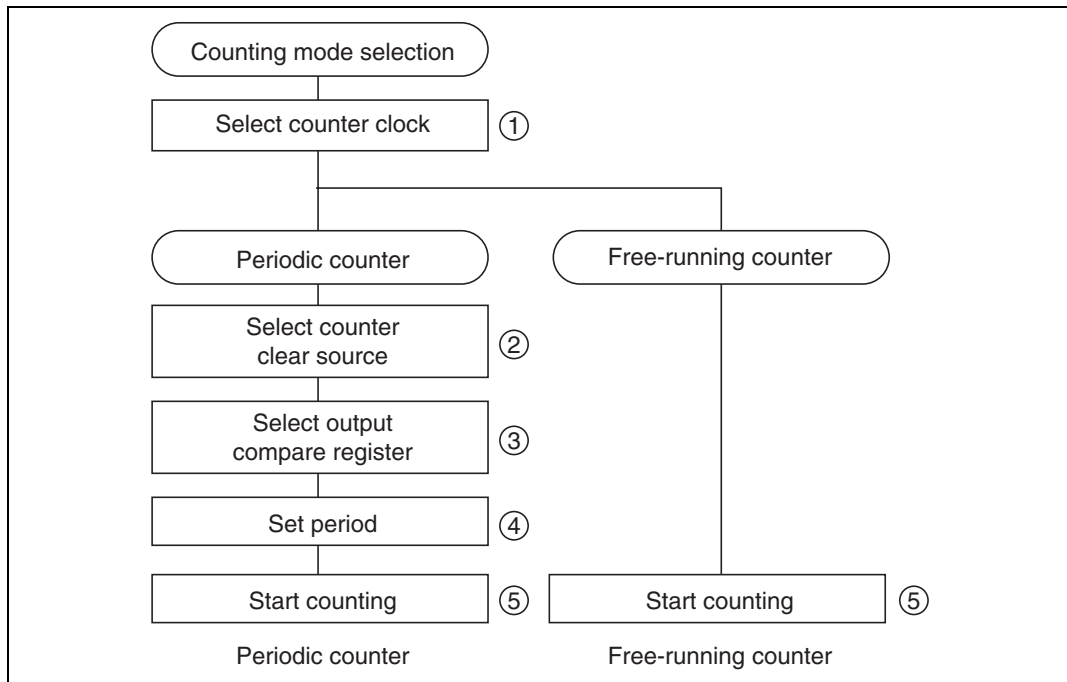 Counting mode selection
Select counter clock ①
Periodic counter
Free-running counter
Select counter
clear source ②
Select output
compare register ③
Set period ④
Start counting ⑤
Start counting ⑤
Periodic counter
Free-running counter